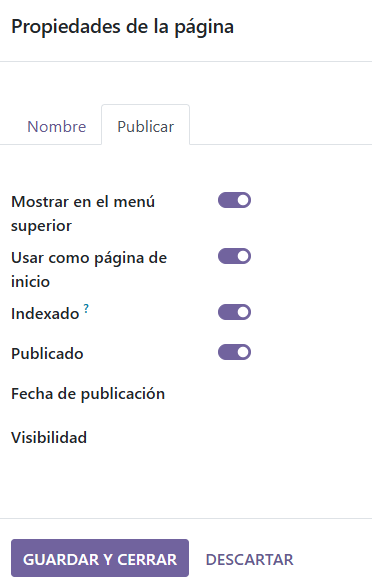 Propiedades de la página
Nombre
Publicar
Mostrar en el menú
superior
Usar como página de
inicio
Indexado ?
Publicado
Fecha de publicación
Visibilidad
GUARDAR Y CERRAR
DESCARTAR